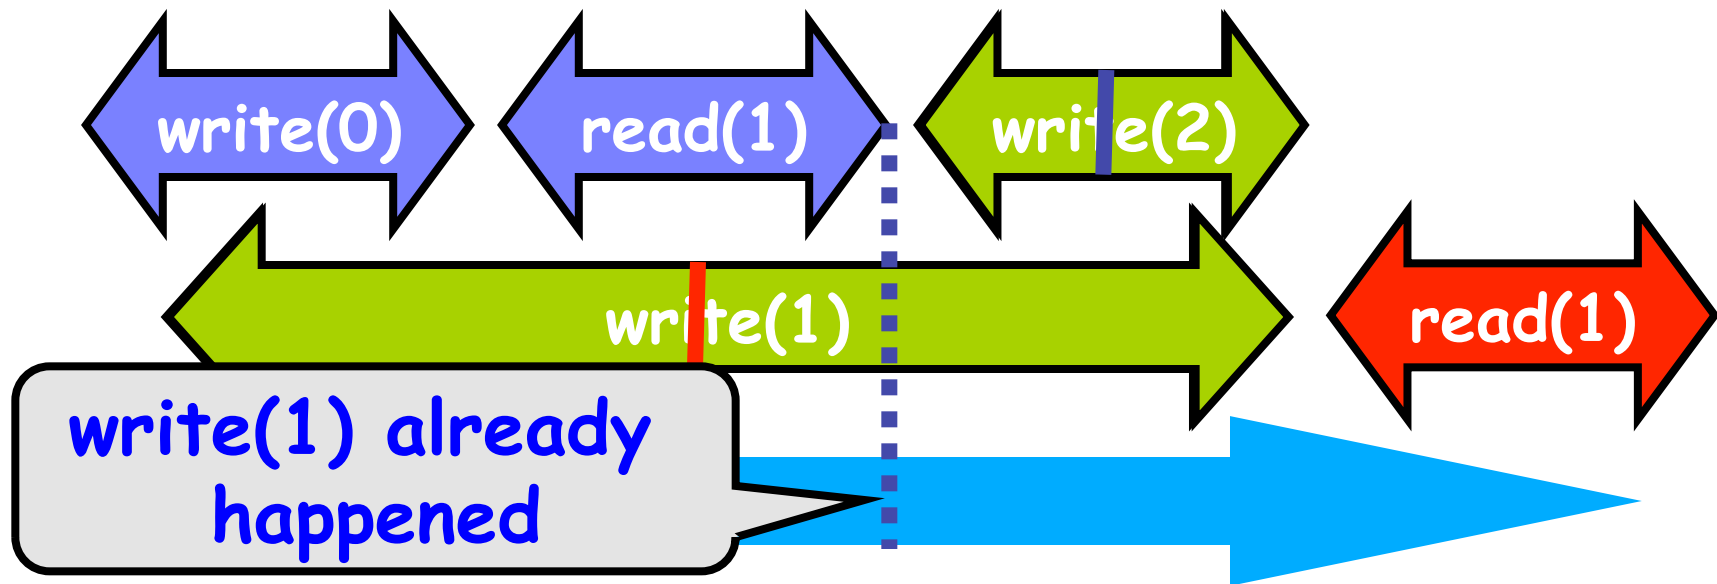 write(0) read(1) write(2)
write(1) read(1)
write(1) already
happened